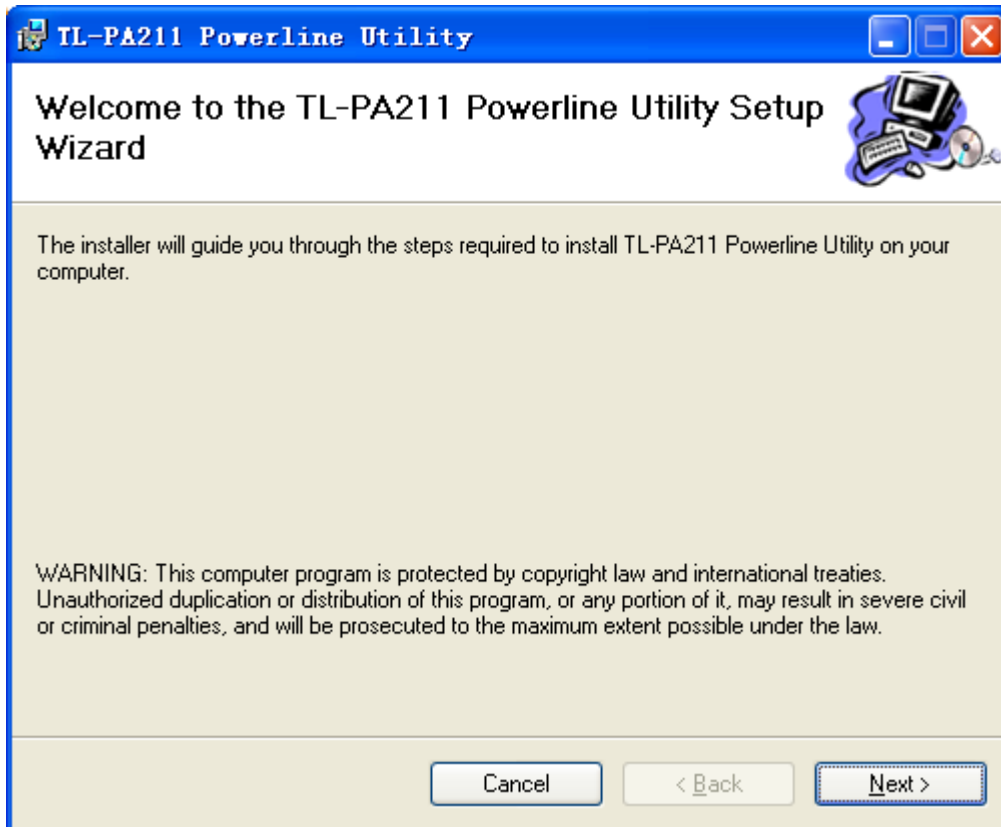 TL-PA211 Powerline Utility
Welcome to the TL-PA211 Powerline Utility Setup
Wizard
The installer will guide you through the steps required to install TL-PA211 Powerline Utility on your
computer.
WARNING: This computer program is protected by copyright law and international treaties.
Unauthorized duplication or distribution of this program, or any portion of it, may result in severe civil
or criminal penalties, and will be prosecuted to the maximum extent possible under the law.
Cancel
< Back
Next >